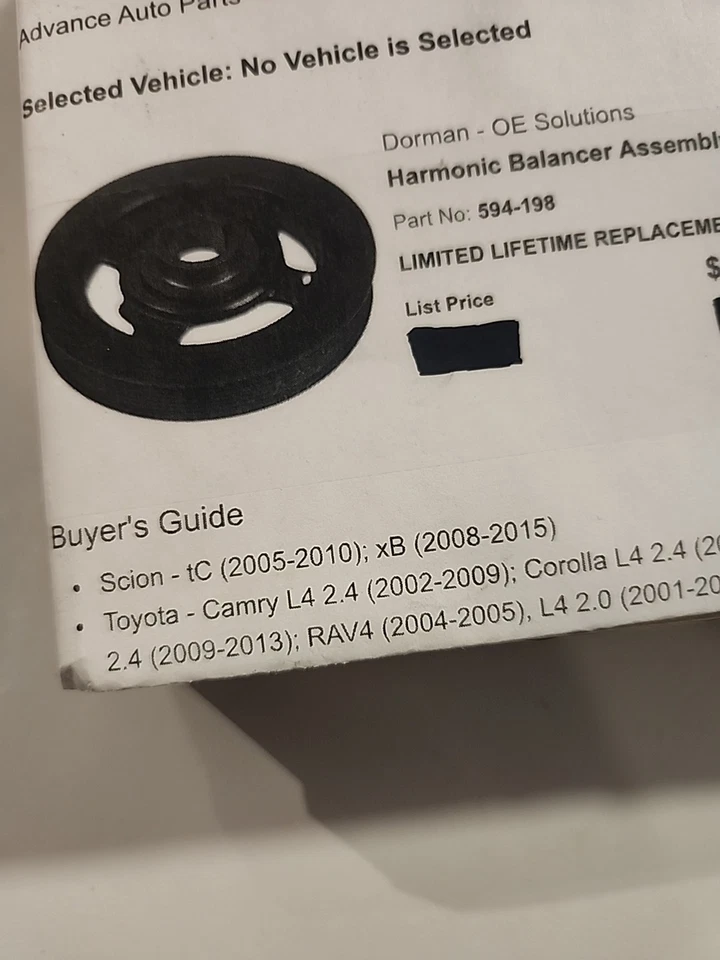 Advance Auto Parts
Selected Vehicle: No Vehicle is Selected
Dorman - OE Solutions
Harmonic Balancer Assembl
Part No: 594-198
LIMITED LIFETIME REPLACEME
$
List Price
Buyer's Guide
• Scion - tC (2005-2010); xB (2008-2015)
• Toyota - Camry L4 2.4 (2002-2009); Corolla L4 2.4 (20
2.4 (2009-2013); RAV4 (2004-2005), L4 2.0 (2001-20